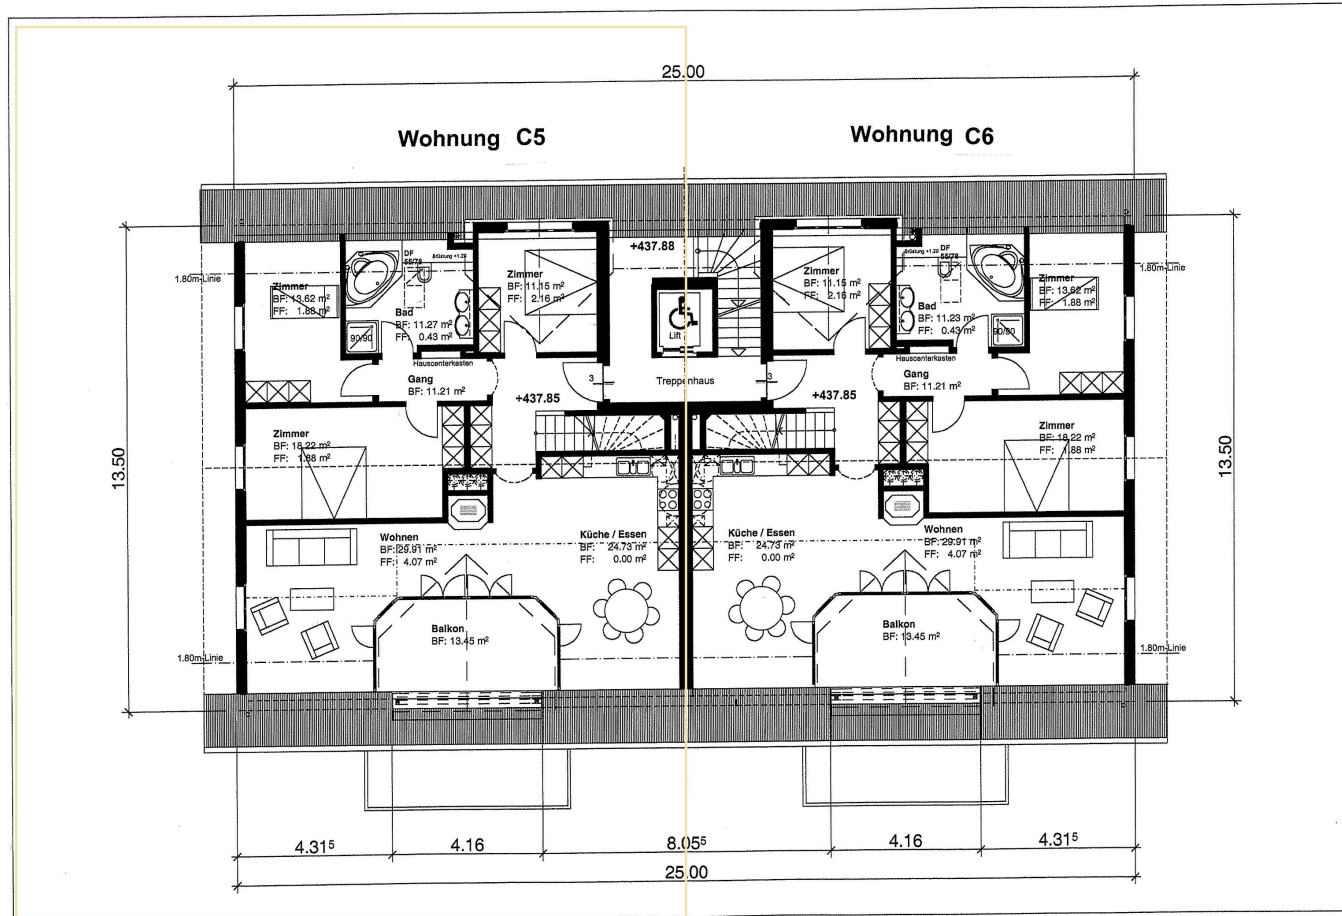 25.00
Wohnung C5
Wohnung C6
+437.88
1.80m-Linie
1.80m-Linie
DF
55/78
Brüstung +1.20
Zimmer
BF: 13.62 m²
FF: 1.88 m²
Bad
BF: 11.27 m²
FF: 0.43 m²
90/90
Zimmer
BF: 11.15 m²
FF: 2.16 m²
Lift
Zimmer
BF: 11.15 m²
FF: 2.16 m²
DF
55/78
Brüstung +1.20
Bad
BF: 11.23 m²
FF: 0.43 m²
90/90
Zimmer
BF: 13.62 m²
FF: 1.88 m²
Hauscenterkasten
Gang
BF: 11.21 m²
3
Treppenhaus
3
Hauscenterkasten
Gang
BF: 11.21 m²
+437.85
+437.85
Zimmer
BF: 18.22 m²
FF: 1.88 m²
Zimmer
BF: 18.22 m²
FF: 1.88 m²
13.50
13.50
Wohnen
BF: 29.91 m²
FF: 4.07 m²
Küche / Essen
BF: 24.73 m²
FF: 0.00 m²
Küche / Essen
BF: 24.73 m²
FF: 0.00 m²
Wohnen
BF: 29.91 m²
FF: 4.07 m²
Balkon
BF: 13.45 m²
Balkon
BF: 13.45 m²
1.80m-Linie
1.80m-Linie
4.31⁵ 4.16 8.05⁵ 4.16 4.31⁵
25.00